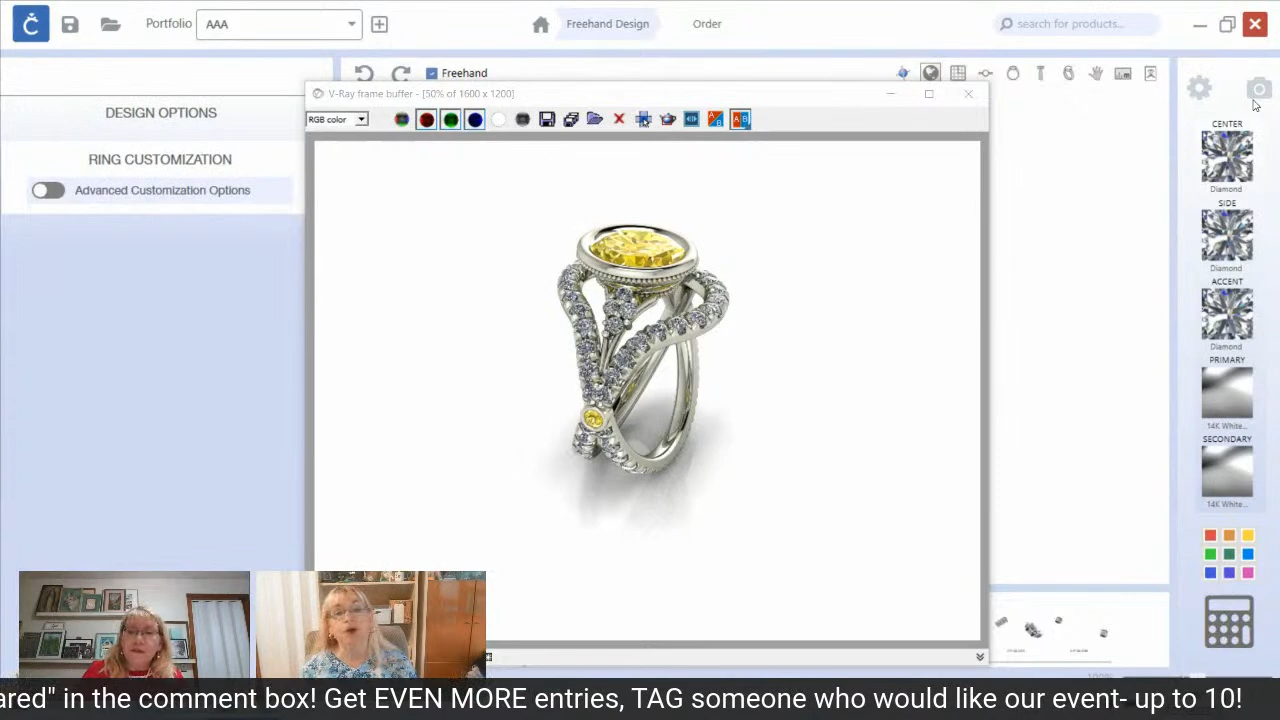 Č
Portfolio
AAA
Freehand Design
Order
search for products...
Freehand
DESIGN OPTIONS
RING CUSTOMIZATION
Advanced Customization Options
V-Ray frame buffer - [50% of 1600 x 1200]
RGB color
CENTER
Diamond
SIDE
Diamond
ACCENT
Diamond
PRIMARY
14K White...
SECONDARY
14K White...
ared" in the comment box! Get EVEN MORE entries, TAG someone who would like our event- up to 10!